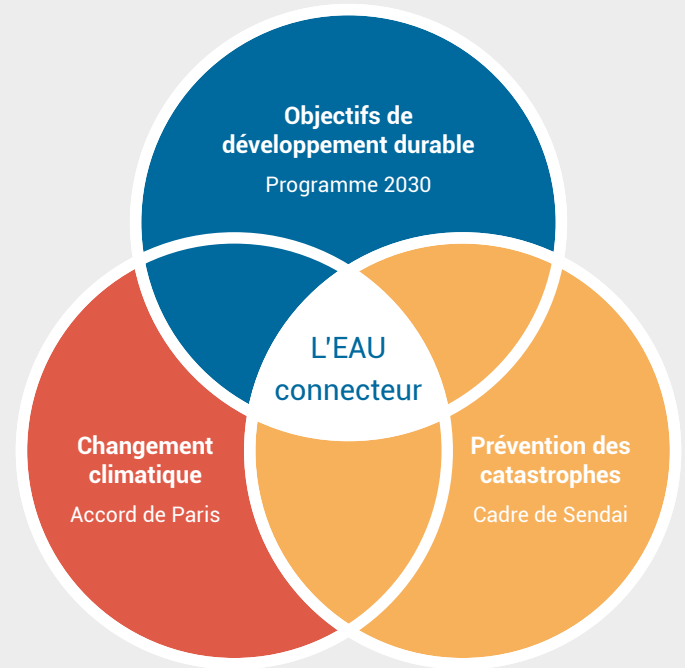 Objectifs de
développement durable
Programme 2030
L'EAU
connecteur
Changement
climatique
Accord de Paris
Prévention des
catastrophes
Cadre de Sendai